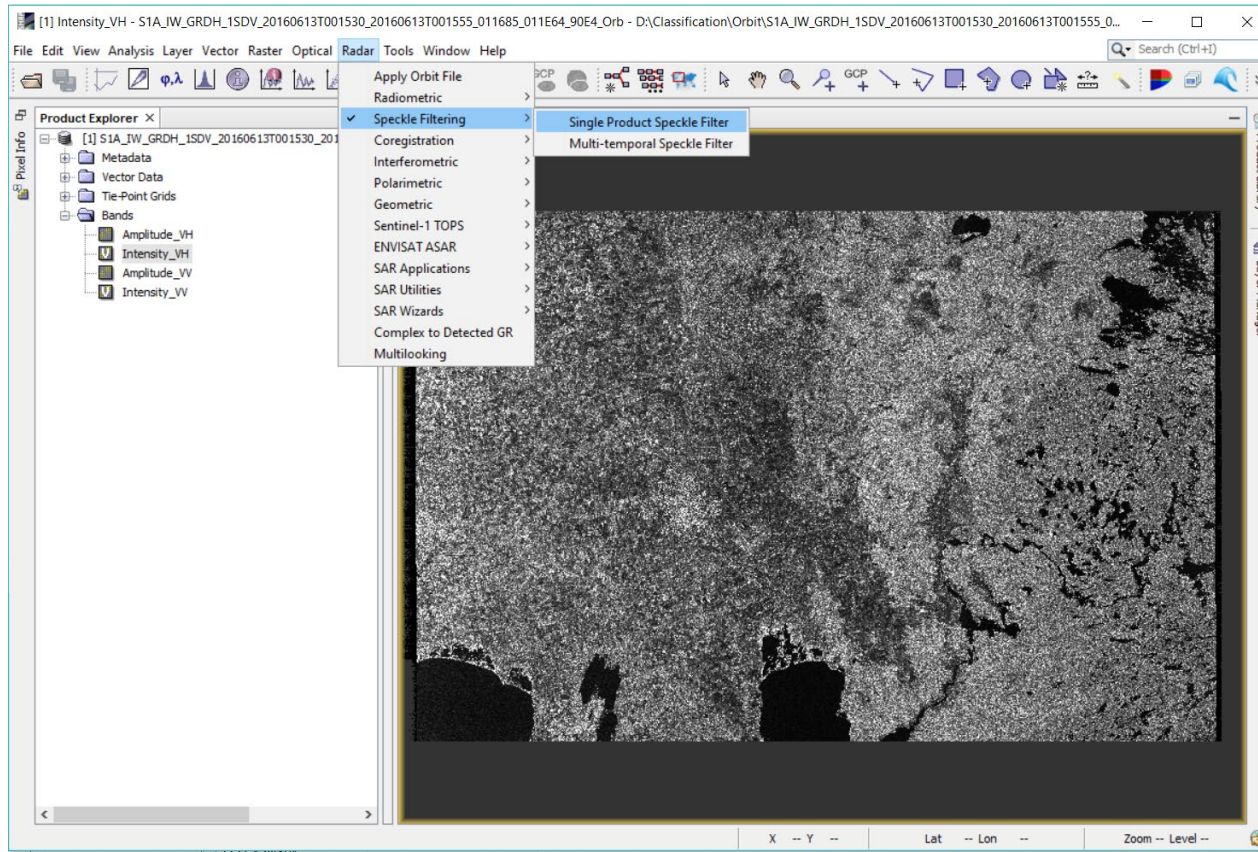 [1] Intensity_VH - S1A_IW_GRDH_1SDV_20160613T001530_20160613T001555_011685_011E64_90E4_Orb - D:\Classification\Orbit\S1A_IW_GRDH_1SDV_20160613T001530_20160613T001555_0...
File Edit View Analysis Layer Vector Raster Optical Radar Tools Window Help
Search (Ctrl+I)
φ,λ
GCP
GCP
Apply Orbit File
Radiometric
Speckle Filtering
Coregistration
Interferometric
Polarimetric
Geometric
Sentinel-1 TOPS
ENVISAT ASAR
SAR Applications
SAR Utilities
SAR Wizards
Complex to Detected GR
Multilooking
Single Product Speckle Filter
Multi-temporal Speckle Filter
Pixel Info
Product Explorer
[1] S1A_IW_GRDH_1SDV_20160613T001530_201
Metadata
Vector Data
Tie-Point Grids
Bands
Amplitude_VH
Intensity_VH
Amplitude_VV
Intensity_VV
X -- Y -- Lat -- Lon -- Zoom -- Level --